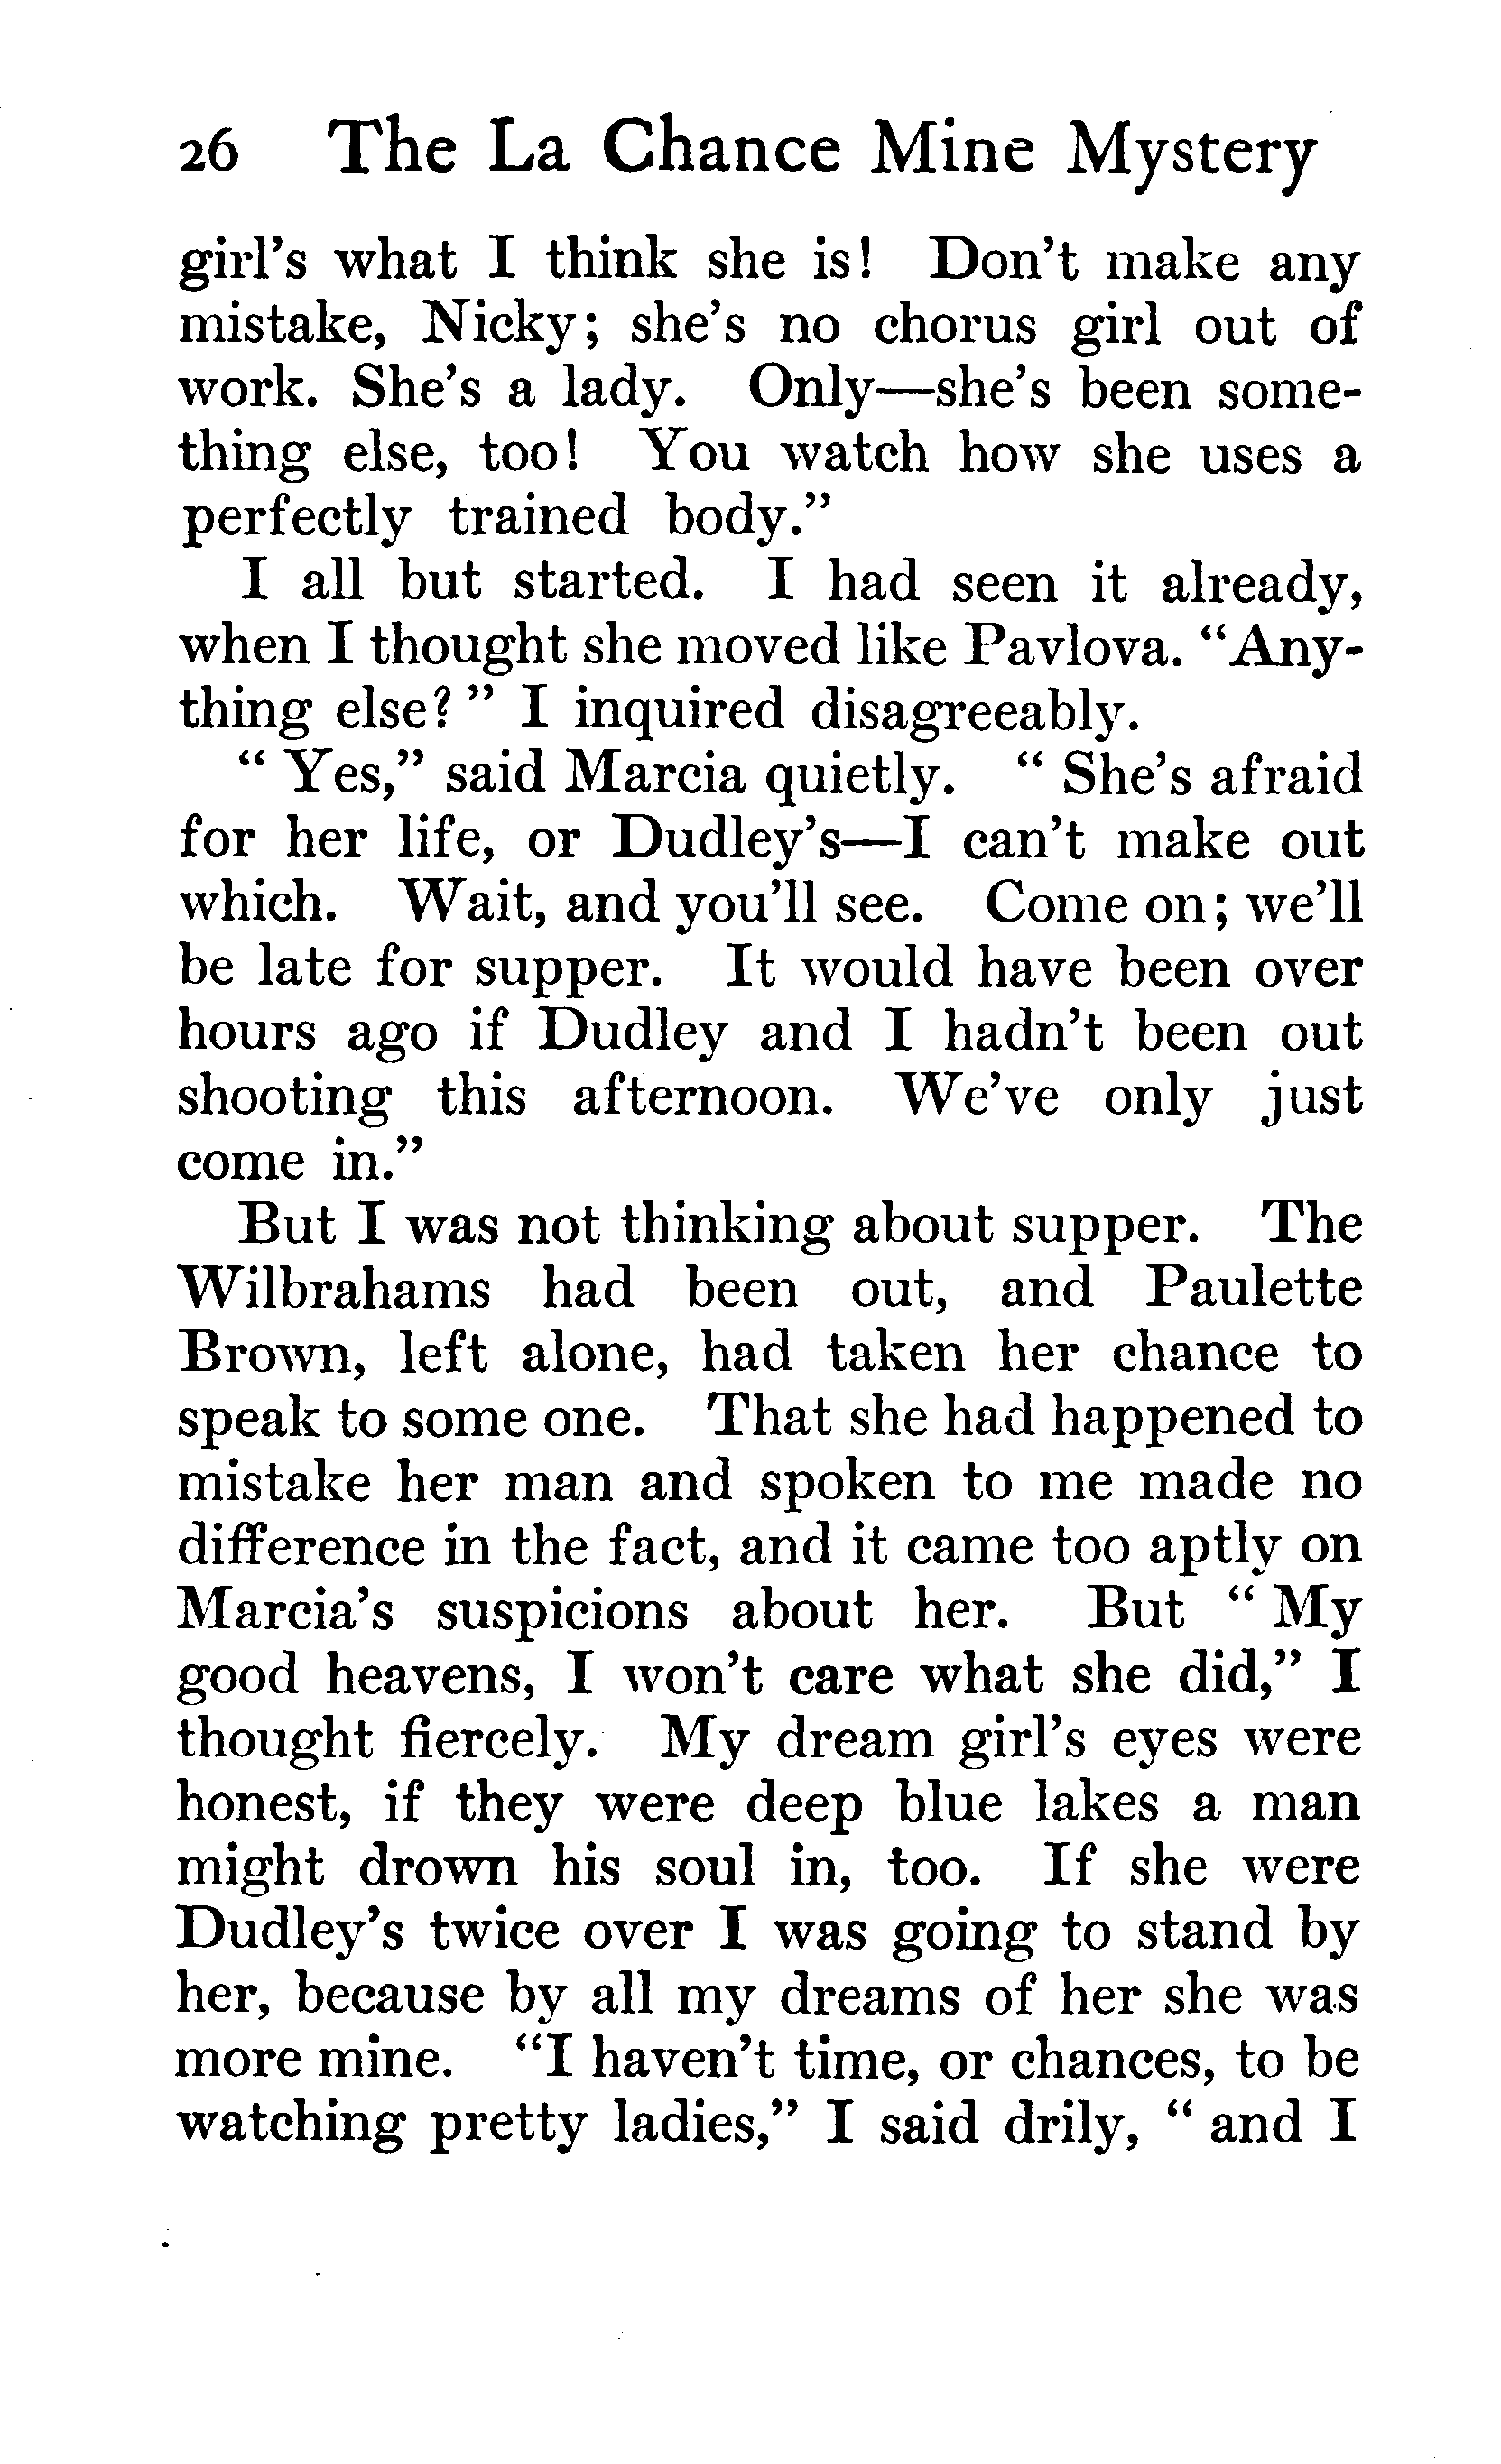 26 The La Chance Mine Mystery
girl's what I think she is! Don't make any
mistake, Nicky; she's no chorus girl out of
work. She's a lady. Only—she's been some-
thing else, too! You watch how she uses a
perfectly trained body."
I all but started. I had seen it already,
when I thought she moved like Pavlova. "Any-
thing else?" I inquired disagreeably.
"Yes," said Marcia quietly. "She's afraid
for her life, or Dudley's—I can't make out
which. Wait, and you'll see. Come on; we'll
be late for supper. It would have been over
hours ago if Dudley and I hadn't been out
shooting this afternoon. We've only just
come in."
But I was not thinking about supper. The
Wilbrahams had been out, and Paulette
Brown, left alone, had taken her chance to
speak to some one. That she had happened to
mistake her man and spoken to me made no
difference in the fact, and it came too aptly on
Marcia's suspicions about her. But "My
good heavens, I won't care what she did," I
thought fiercely. My dream girl's eyes were
honest, if they were deep blue lakes a man
might drown his soul in, too. If she were
Dudley's twice over I was going to stand by
her, because by all my dreams of her she was
more mine. "I haven't time, or chances, to be
watching pretty ladies," I said drily, "and I